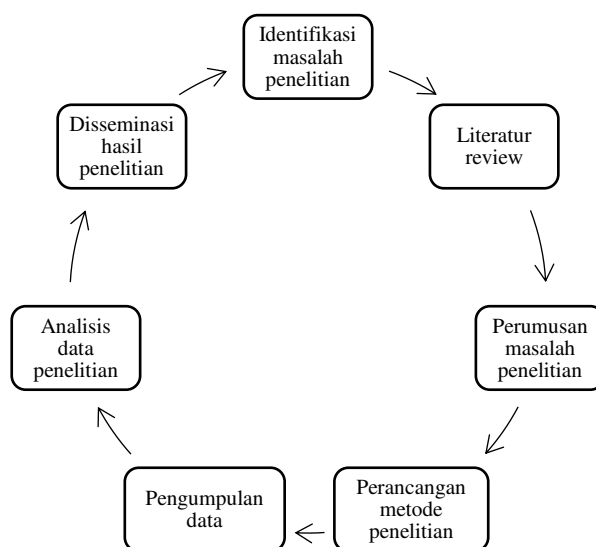 Identifikasi
masalah
penelitian
Literatur
review
Perumusan
masalah
penelitian
Perancangan
metode
penelitian
Pengumpulan
data
Analisis
data
penelitian
Disseminasi
hasil
penelitian